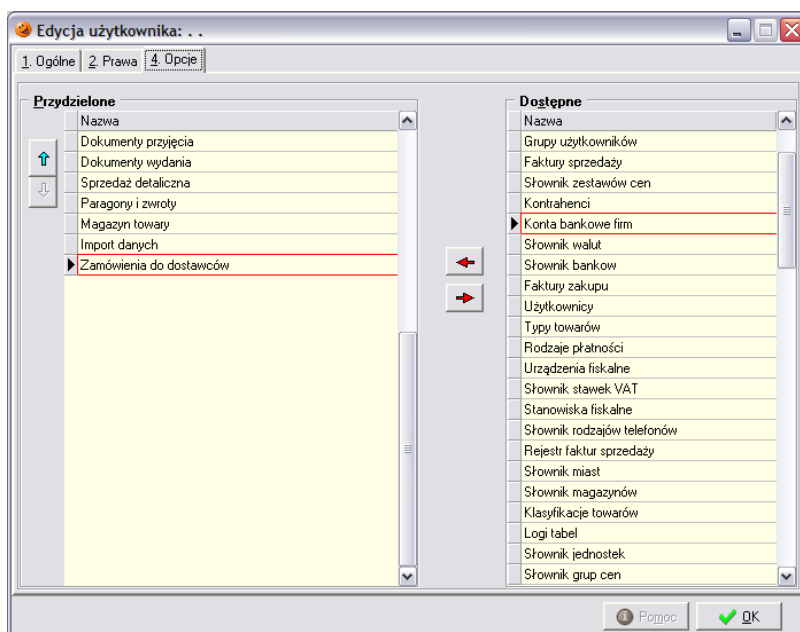 Edycja użytkownika: . .
1. Ogólne 2. Prawa 4. Opcje
Przydzielone
Nazwa
Dokumenty przyjęcia
Dokumenty wydania
Sprzedaż detaliczna
Paragony i zwroty
Magazyn towary
Import danych
Zamówienia do dostawców
Dostępne
Nazwa
Grupy użytkowników
Faktury sprzedaży
Słownik zestawów cen
Kontrahenci
Konta bankowe firm
Słownik walut
Słownik bankow
Faktury zakupu
Użytkownicy
Typy towarów
Rodzaje płatności
Urządzenia fiskalne
Słownik stawek VAT
Stanowiska fiskalne
Słownik rodzajów telefonów
Rejestr faktur sprzedaży
Słownik miast
Słownik magazynów
Klasyfikacje towarów
Logi tabel
Słownik jednostek
Słownik grup cen
Pomoc OK